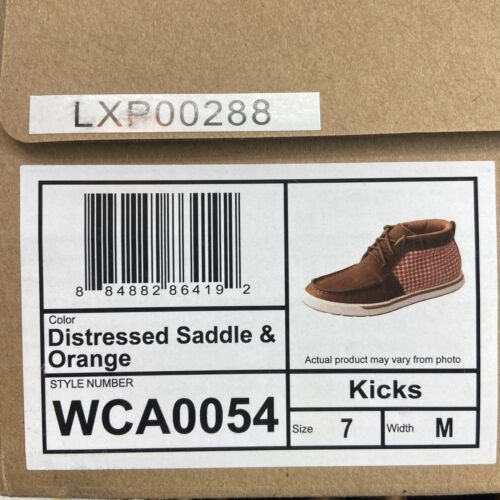 LXP00288
8 84882 86419 2
Color
Distressed Saddle &
Orange
STYLE NUMBER
WCA0054
Actual product may vary from photo
Kicks
Size 7 Width M